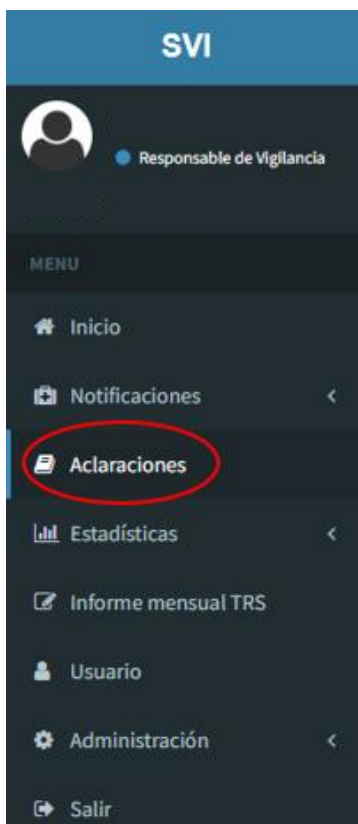 SVI
Responsable de Vigilancia
MENU
Inicio
Notificaciones
Aclaraciones
Estadísticas
Informe mensual TRS
Usuario
Administración
Salir